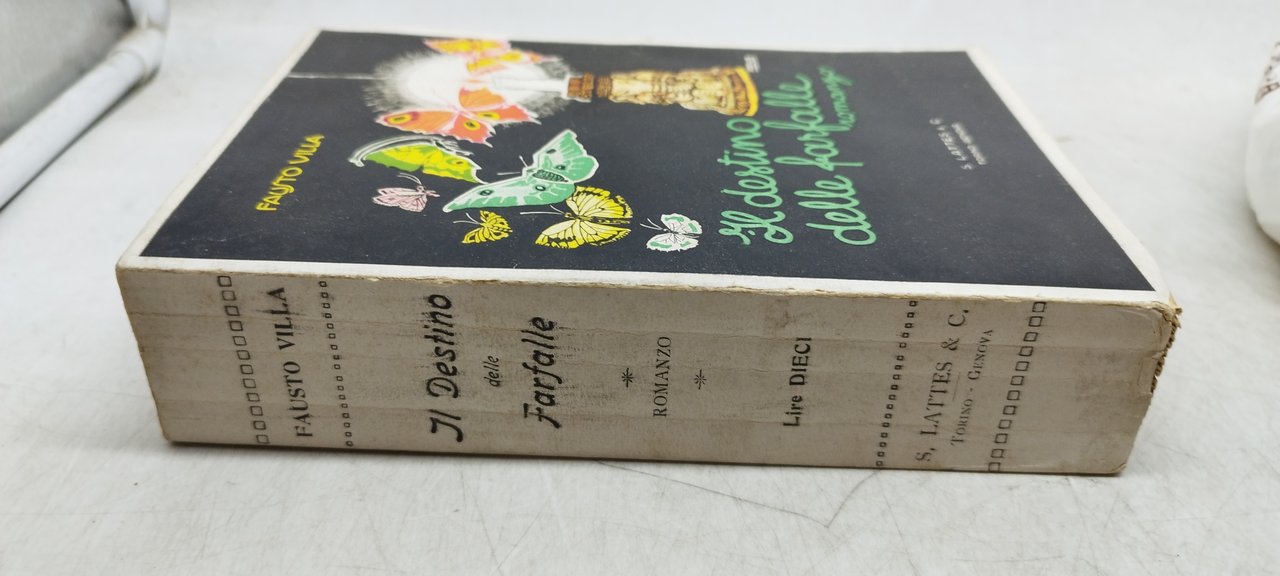 FAUSTO VILLA
Il destino
delle farfalle
romanzo
S. LATTES & C.
FAUSTO VILLA
Il Destino
delle
Farfalle
ROMANZO
Lire DIECI
S. LATTES & C.
TORINO - GENOVA